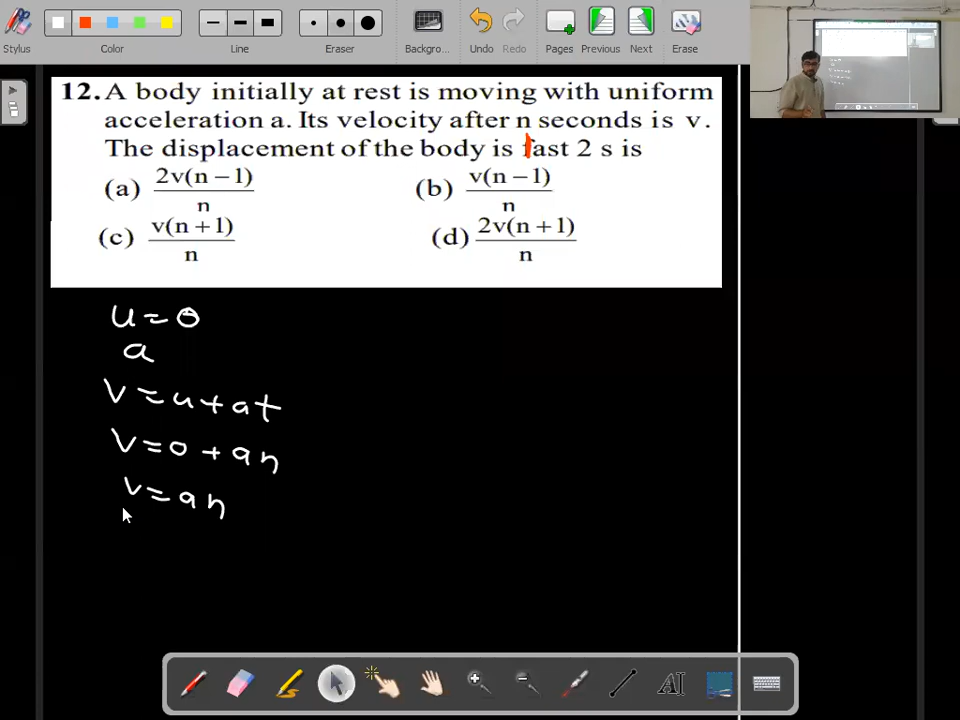 Stylus
Color
Line
Eraser
Backgro...
Undo
Redo
Pages
Previous
Next
Erase
12. A body initially at rest is moving with uniform
acceleration a. Its velocity after n seconds is v.
The displacement of the body is last 2 s is
(a) 2v(n − 1) / n
(b) v(n − 1) / n
(c) v(n + 1) / n
(d) 2v(n + 1) / n
u = 0
a
v = u + at
v = 0 + an
v = an
AI